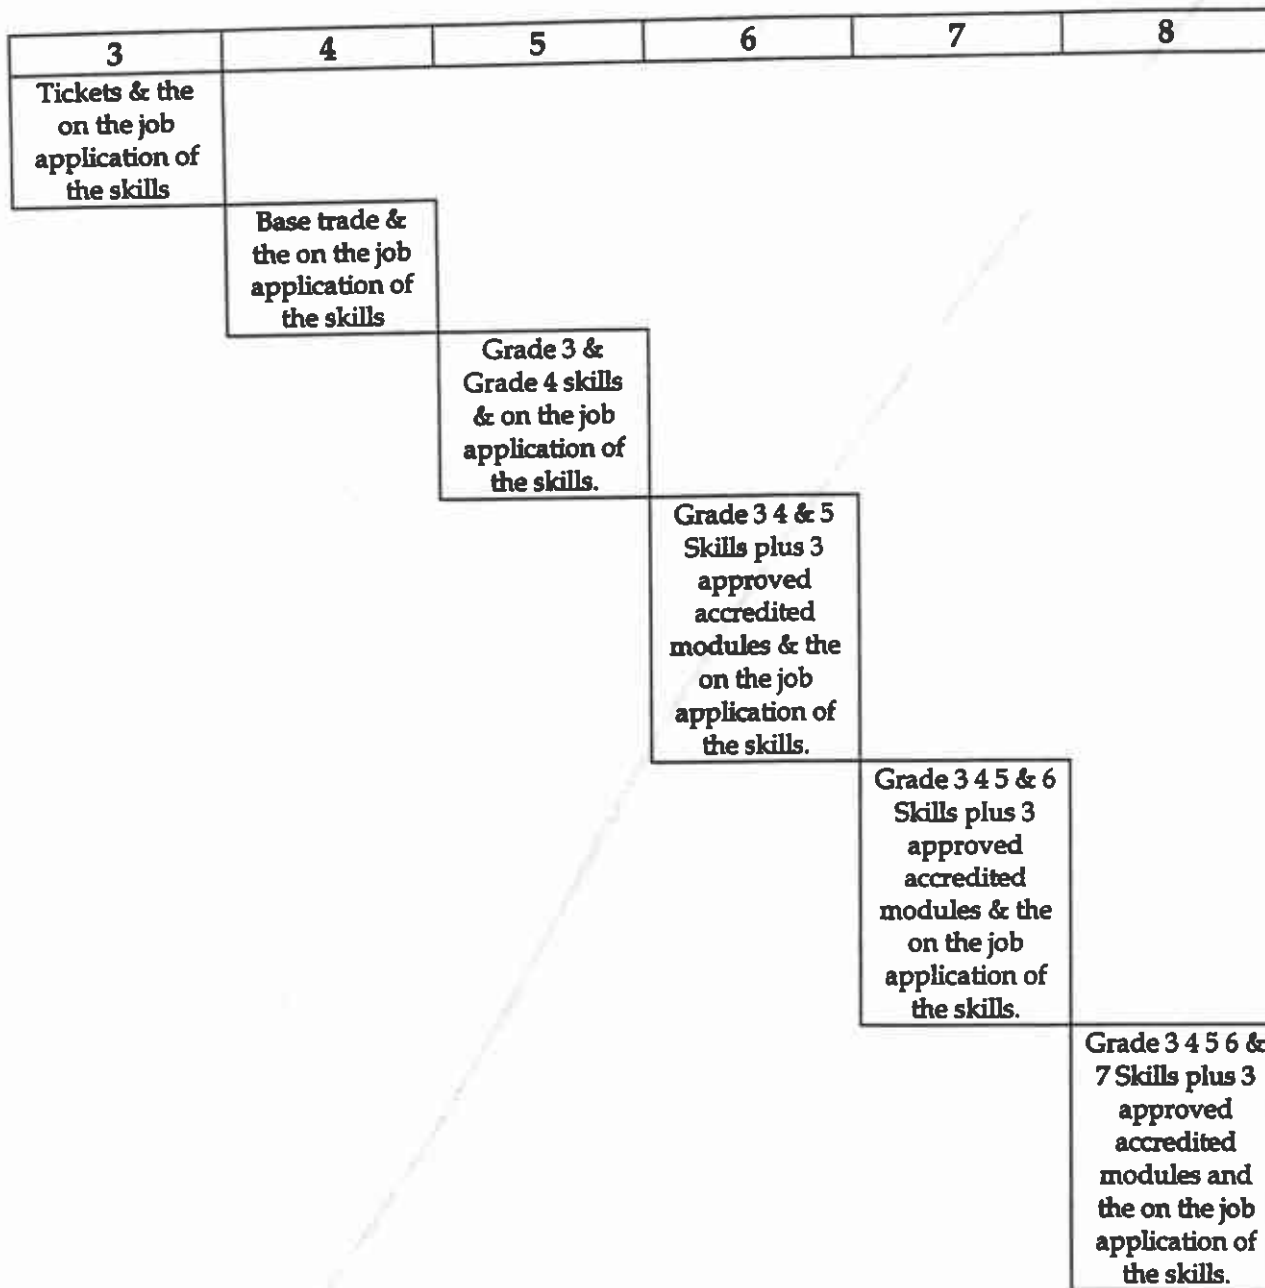 3 4 5 6 7 8
Tickets & the
on the job
application of
the skills
Base trade &
the on the job
application of
the skills
Grade 3 &
Grade 4 skills
& on the job
application of
the skills.
Grade 3 4 & 5
Skills plus 3
approved
accredited
modules & the
on the job
application of
the skills.
Grade 3 4 5 & 6
Skills plus 3
approved
accredited
modules & the
on the job
application of
the skills.
Grade 3 4 5 6 &
7 Skills plus 3
approved
accredited
modules and
the on the job
application of
the skills.